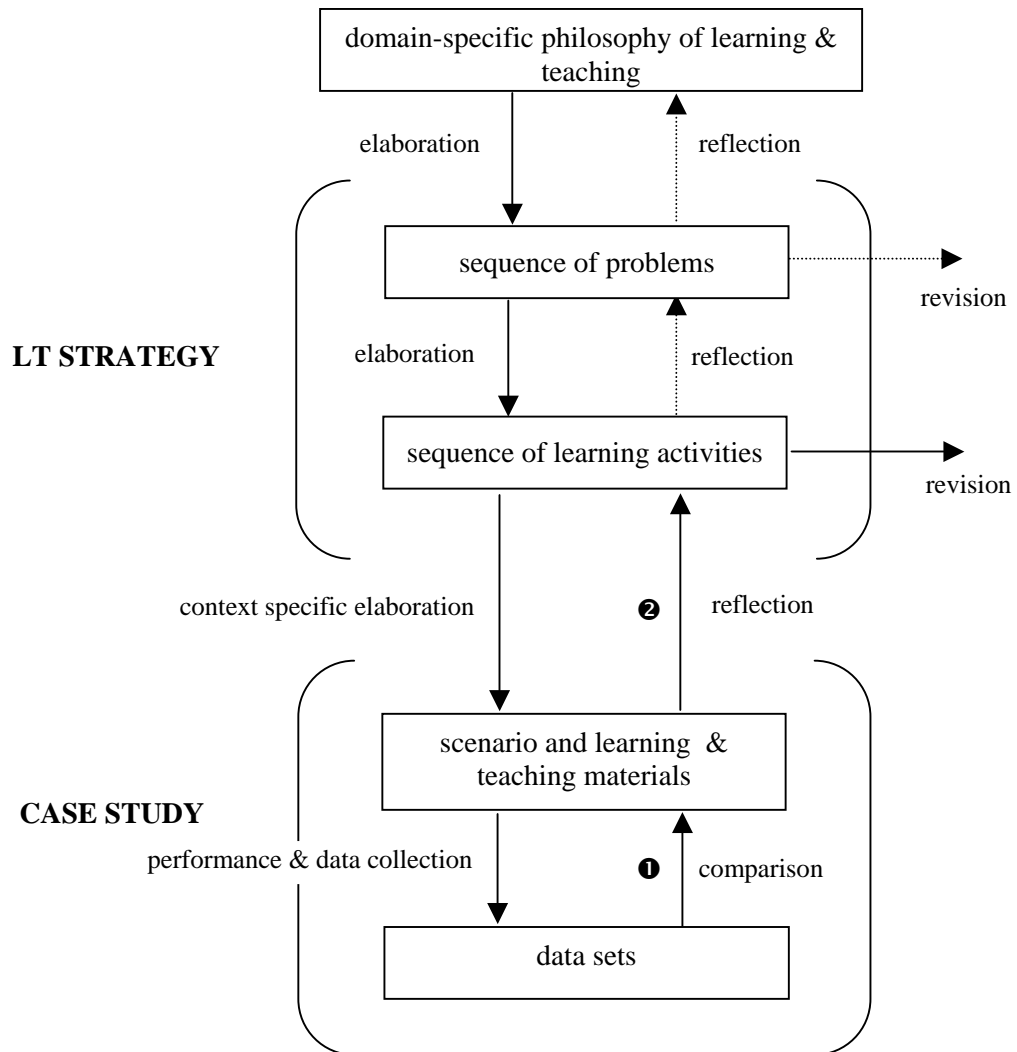 domain-specific philosophy of learning &
teaching
elaboration
reflection
sequence of problems
revision
LT STRATEGY
elaboration
reflection
sequence of learning activities
revision
context specific elaboration
❷
reflection
scenario and learning &
teaching materials
CASE STUDY
performance & data collection
❶
comparison
data sets